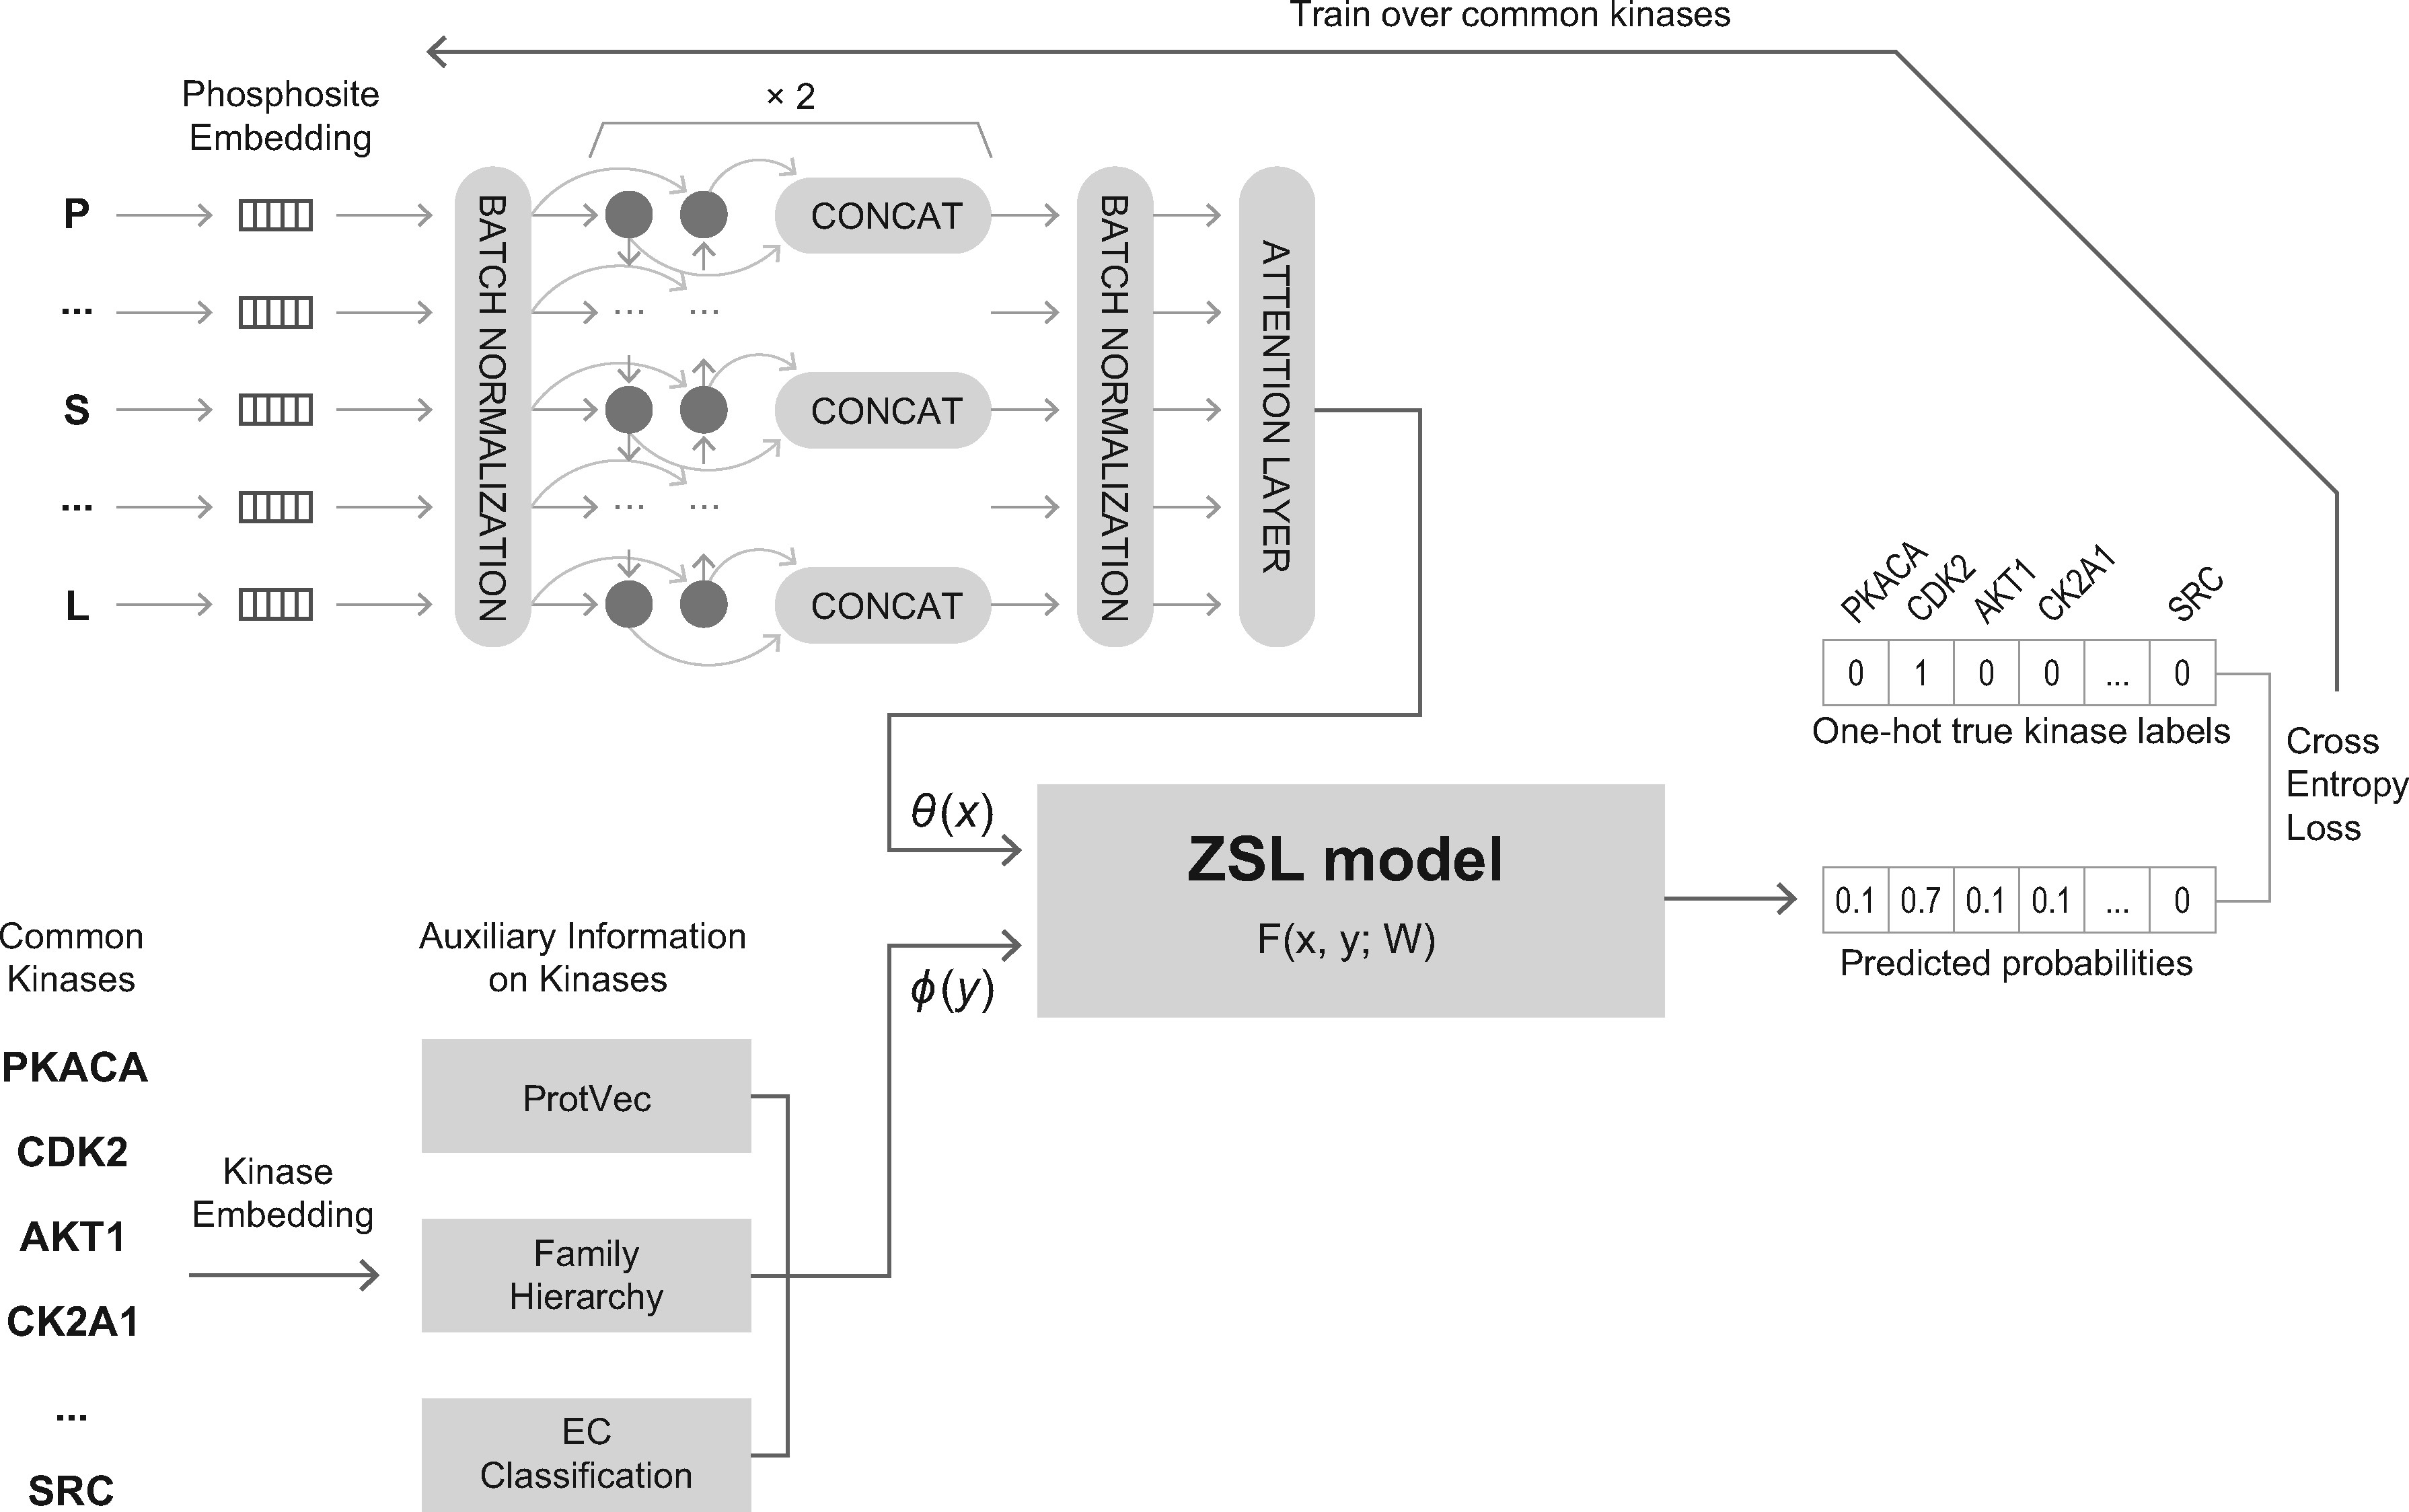 Train over common kinases
Phosphosite
Embedding
× 2
P
...
S
...
L
BATCH NORMALIZATION
CONCAT
... ...
CONCAT
... ...
CONCAT
BATCH NORMALIZATION
ATTENTION LAYER
PKACA CDK2 AKT1 CK2A1 SRC
0 1 0 0 ... 0
One-hot true kinase labels
Cross
Entropy
Loss
θ(x)
ZSL model
F(x, y; W)
ϕ(y)
0.1 0.7 0.1 0.1 ... 0
Predicted probabilities
Common
Kinases
PKACA
CDK2
AKT1
CK2A1
...
SRC
Kinase
Embedding
Auxiliary Information
on Kinases
ProtVec
Family
Hierarchy
EC
Classification